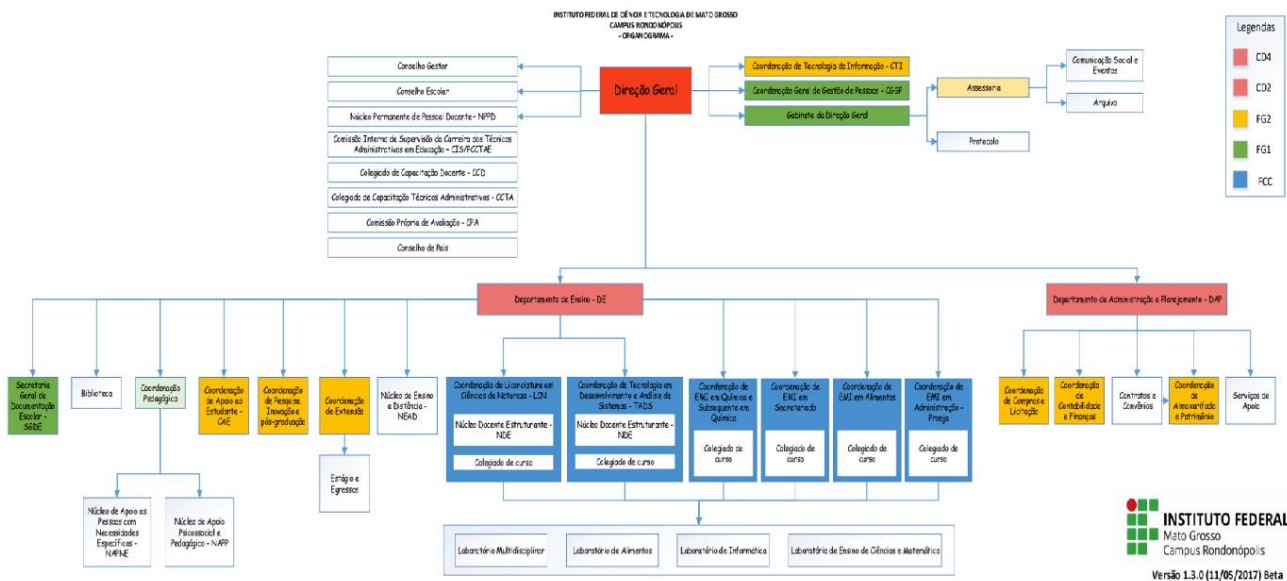 INSTITUTO FEDERAL DE CIÊNCIA E TECNOLOGIA DE MATO GROSSO
CAMPUS RONDONÓPOLIS
- ORGANOGRAMA -
Legendas
CD4
CD2
FG2
FG1
FCC
Direção Geral
Conselho Gestor
Conselho Escolar
Núcleo Permanente de Pessoal Docente - NPPD
Comissão Interna de Supervisão da Carreira dos Técnicos
Administrativos em Educação - CIS/PCCTAE
Colegiado de Capacitação Docente - CCD
Colegiado de Capacitação Técnicos Administrativos - CCTA
Comissão Própria de Avaliação - CPA
Conselho de Pais
Coordenação de Tecnologia da Informação - CTI
Coordenação Geral de Gestão de Pessoas - CGGP
Gabinete da Direção Geral
Assessoria
Protocolo
Comunicação Social e
Eventos
Arquivo
Departamento de Ensino - DE
Departamento de Administração e Planejamento - DAP
Secretaria
Geral de
Documentação
Escolar -
SGDE
Biblioteca
Coordenação
Pedagógica
Coordenação
de Apoio ao
Estudante -
CAE
Coordenação
de Pesquisa,
Inovação e
pós-graduação
Coordenação
de Extensão
Núcleo de Ensino
a Distância -
NEAD
Coordenação de Licenciatura em
Ciências da Natureza - LCN
Núcleo Docente Estruturante -
NDE
Colegiado de curso
Coordenação de Tecnologia em
Desenvolvimento e Análise de
Sistemas - TADS
Núcleo Docente Estruturante -
NDE
Colegiado de curso
Coordenação de
EMI em Química e
Subsequente em
Química
Colegiado de
curso
Coordenação de
EMI em
Secretariado
Colegiado de
curso
Coordenação de
EMI em Alimentos
Colegiado de
curso
Coordenação de
EMI em
Administração -
Proeja
Colegiado de
curso
Coordenação
de Compras e
Licitação
Coordenação
de
Contabilidade
e Finanças
Contratos e
Convênios
Coordenação
de
Almoxarifado e
Patrimônio
Serviços de
Apoio
Núcleo de Apoio as
Pessoas com
Necessidades
Específicas -
NAPNE
Núcleo de Apoio
Psicossocial e
Pedagógico - NAPP
Estágio e
Egressos
Laboratório Multidisciplinar
Laboratório de Alimentos
Laboratório de Informática
Laboratório de Ensino de Ciências e Matemática
INSTITUTO FEDERAL
Mato Grosso
Campus Rondonópolis
Versão 1.3.0 (11/05/2017) Beta